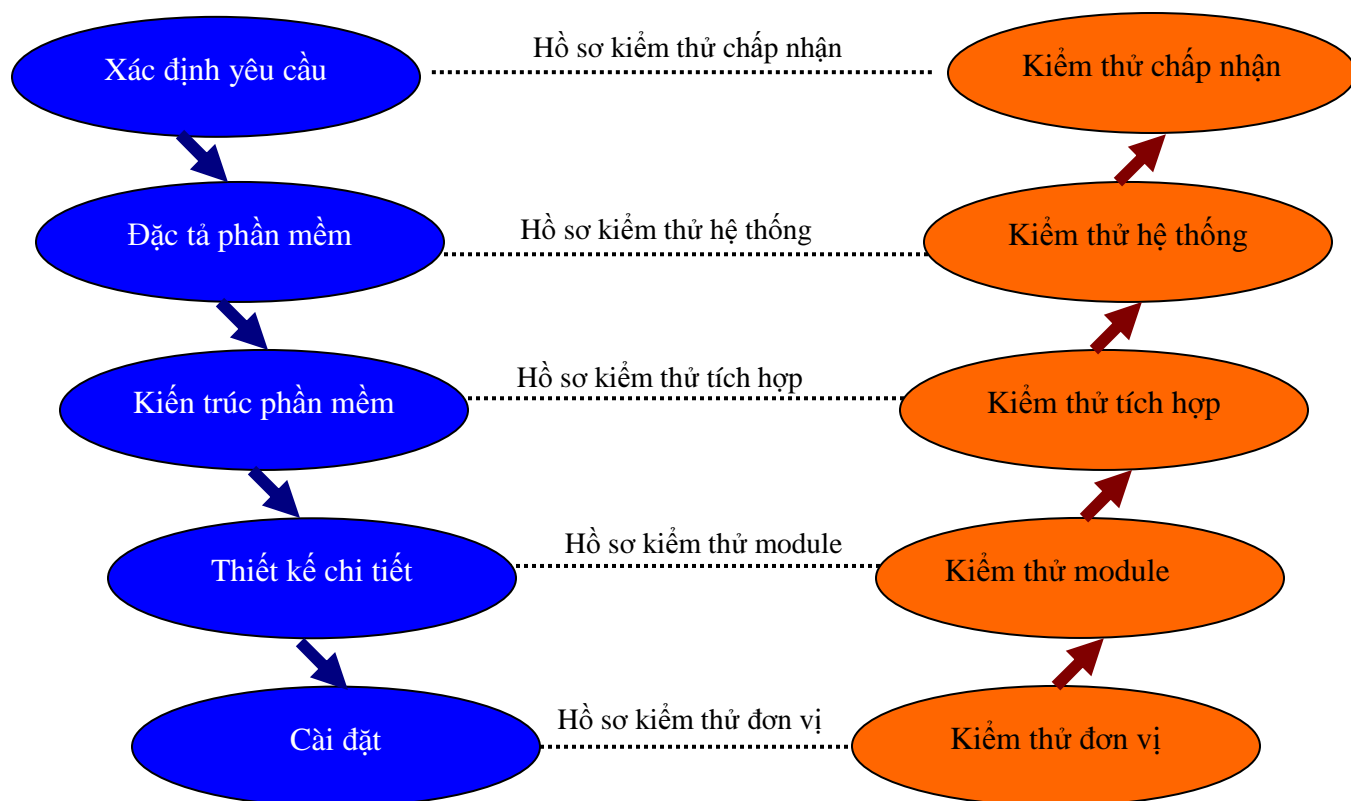 Xác định yêu cầu
Hồ sơ kiểm thử chấp nhận
Kiểm thử chấp nhận
Đặc tả phần mềm
Hồ sơ kiểm thử hệ thống
Kiểm thử hệ thống
Kiến trúc phần mềm
Hồ sơ kiểm thử tích hợp
Kiểm thử tích hợp
Thiết kế chi tiết
Hồ sơ kiểm thử module
Kiểm thử module
Cài đặt
Hồ sơ kiểm thử đơn vị
Kiểm thử đơn vị